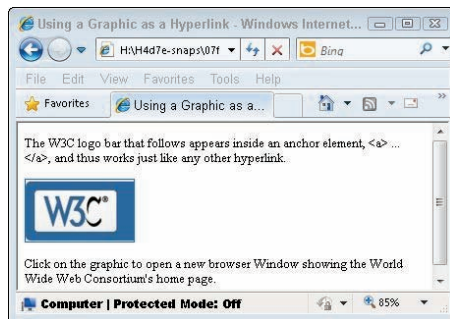 Using a Graphic as a Hyperlink - Windows Internet...
H:\H4d7e-snaps\07f
Bing
File Edit View Favorites Tools Help
Favorites
Using a Graphic as a...
The W3C logo bar that follows appears inside an anchor element, <a> ...
</a>, and thus works just like any other hyperlink.
W3C®
Click on the graphic to open a new browser Window showing the World
Wide Web Consortium's home page.
Computer | Protected Mode: Off
85%